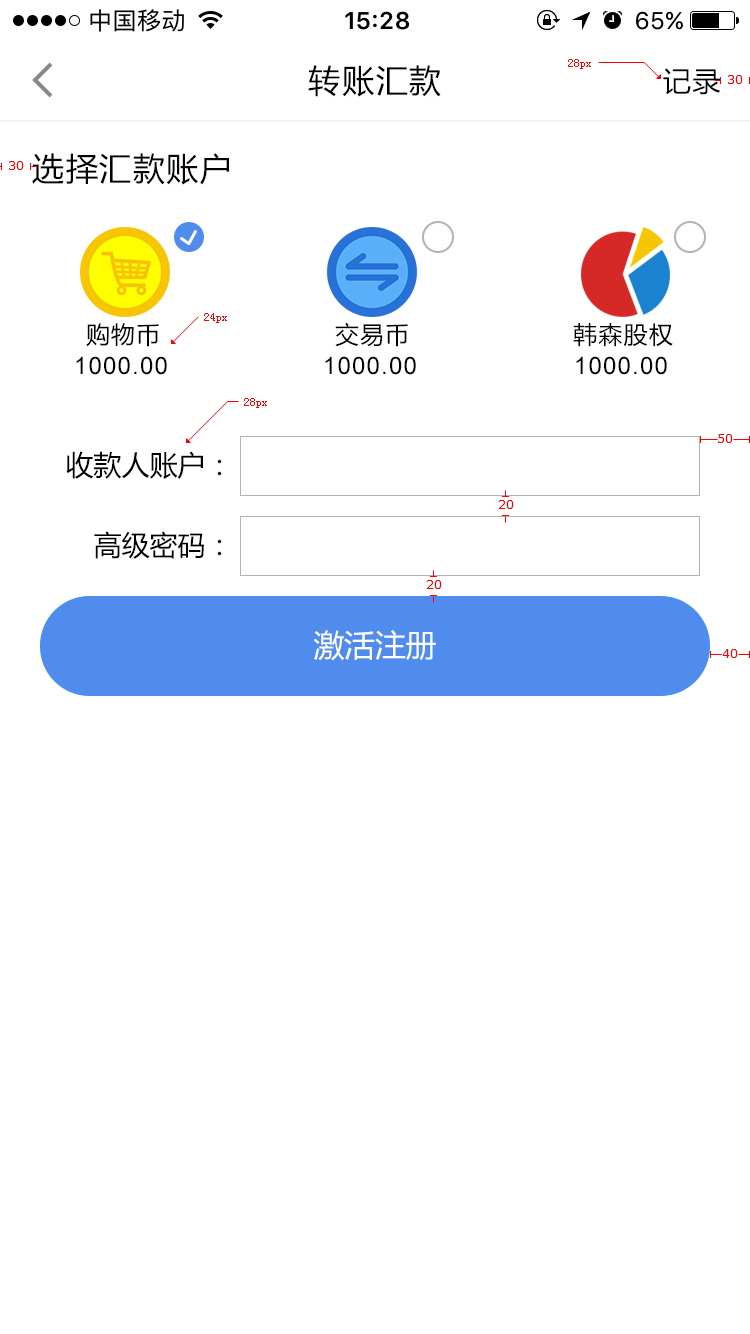 中国移动 15:28 65%
转账汇款
28px
记录
30
30
选择汇款账户
购物币
24px
交易币
韩森股权
1000.00
1000.00
1000.00
28px
收款人账户：
50
20
高级密码：
20
激活注册
40